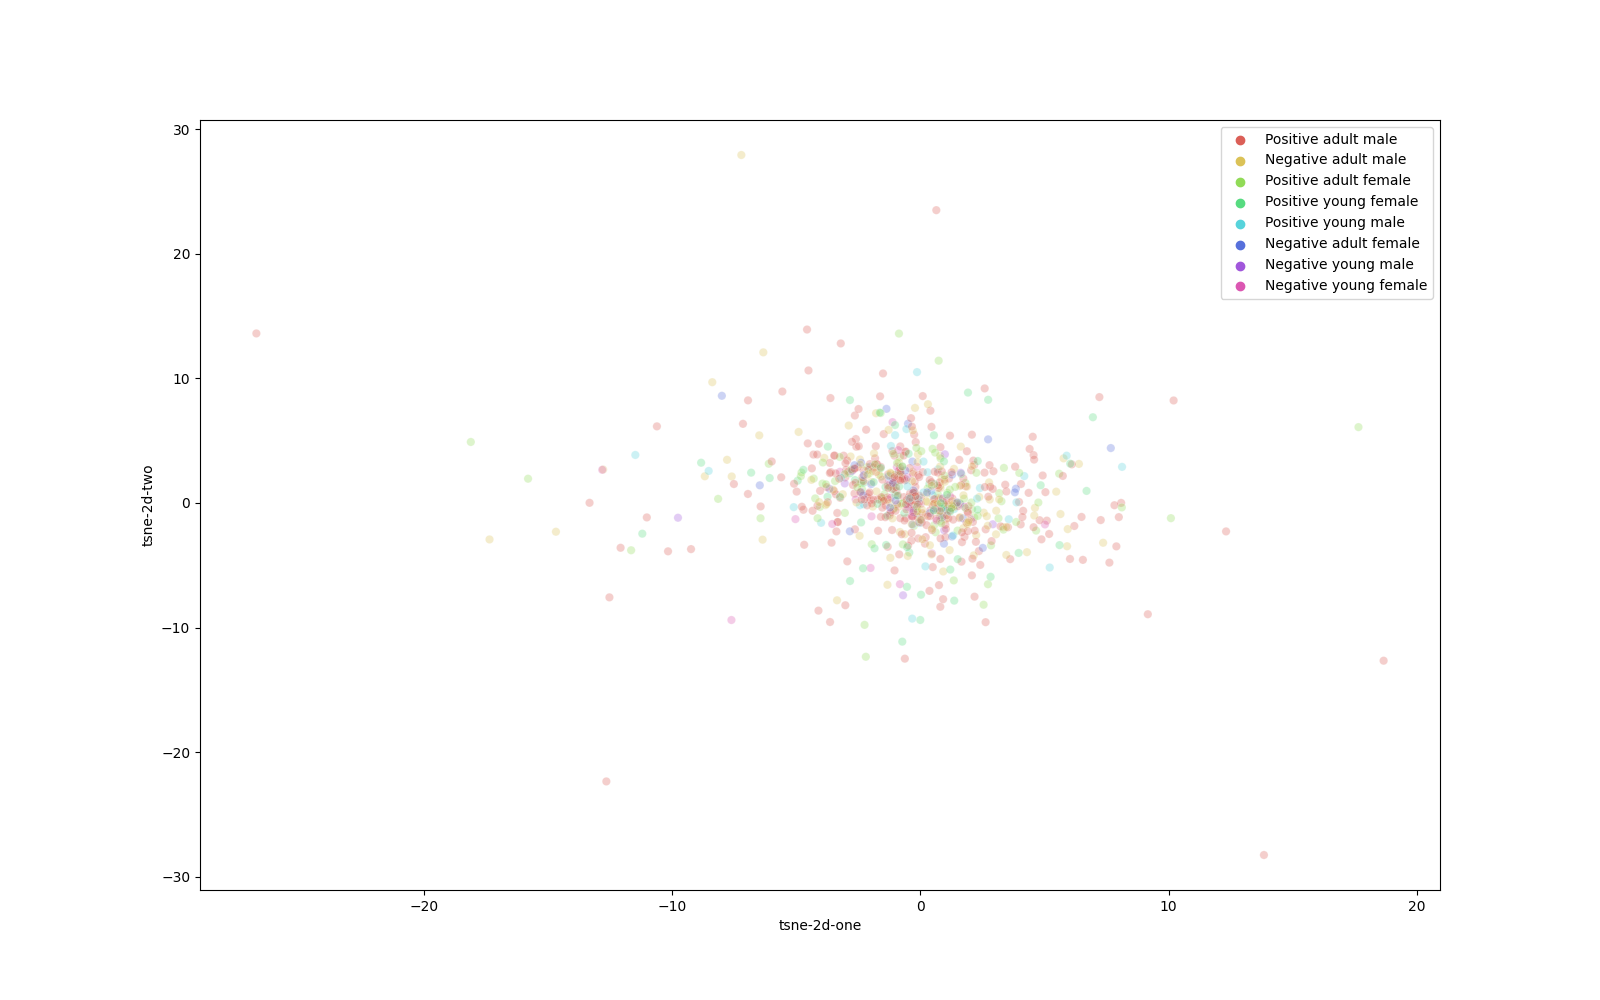 Positive adult male
Negative adult male
Positive adult female
Positive young female
Positive young male
Negative adult female
Negative young male
Negative young female
30
20
10
0
−10
−20
−30
tsne-2d-two
−20
−10
0
10
20
tsne-2d-one